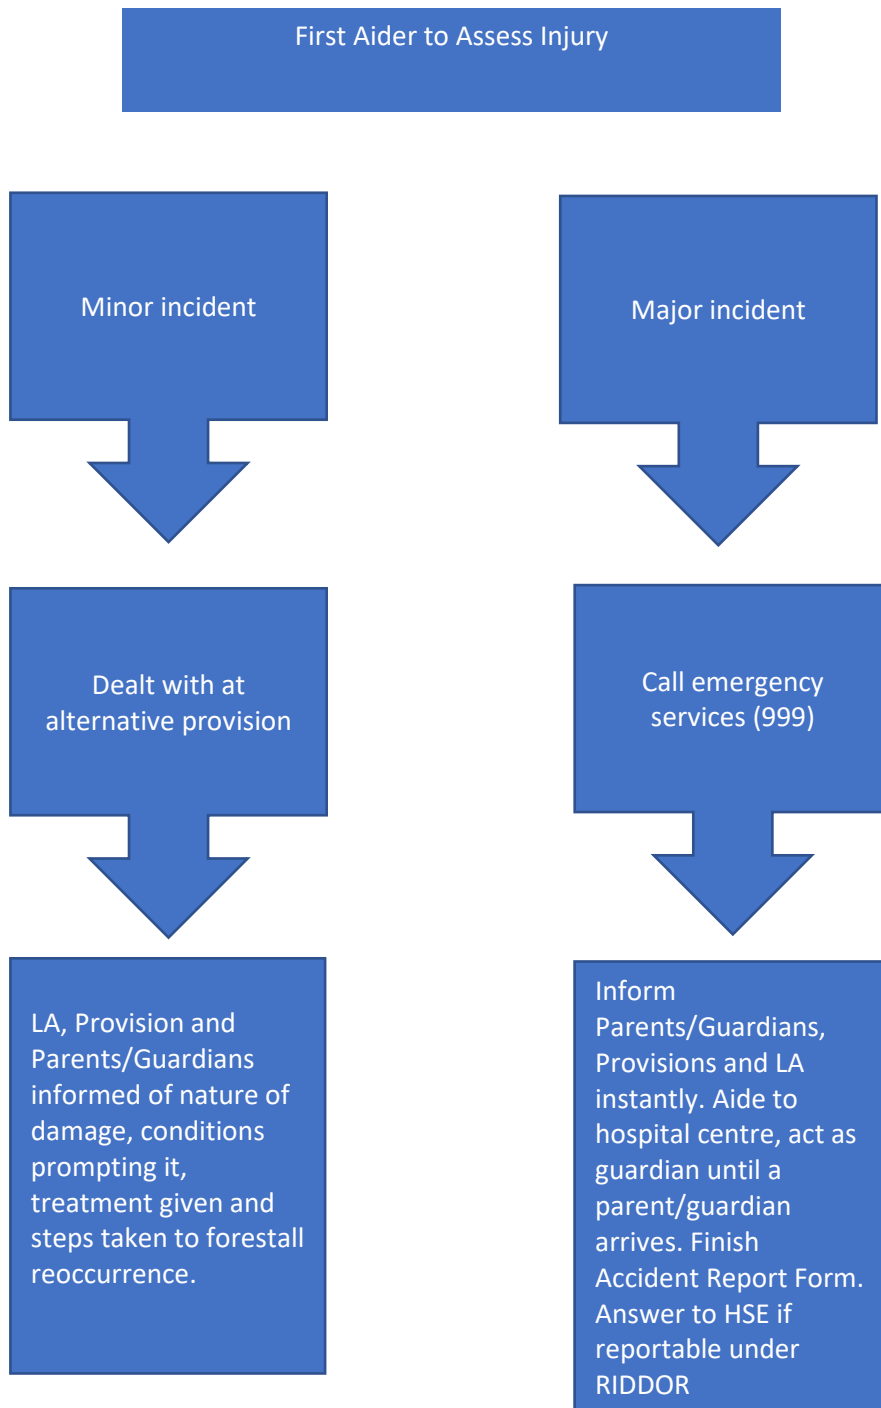 First Aider to Assess Injury
Minor incident
Major incident
Dealt with at
alternative provision
Call emergency
services (999)
LA, Provision and
Parents/Guardians
informed of nature of
damage, conditions
prompting it,
treatment given and
steps taken to forestall
reoccurrence.
Inform
Parents/Guardians,
Provisions and LA
instantly. Aide to
hospital centre, act as
guardian until a
parent/guardian
arrives. Finish
Accident Report Form.
Answer to HSE if
reportable under
RIDDOR